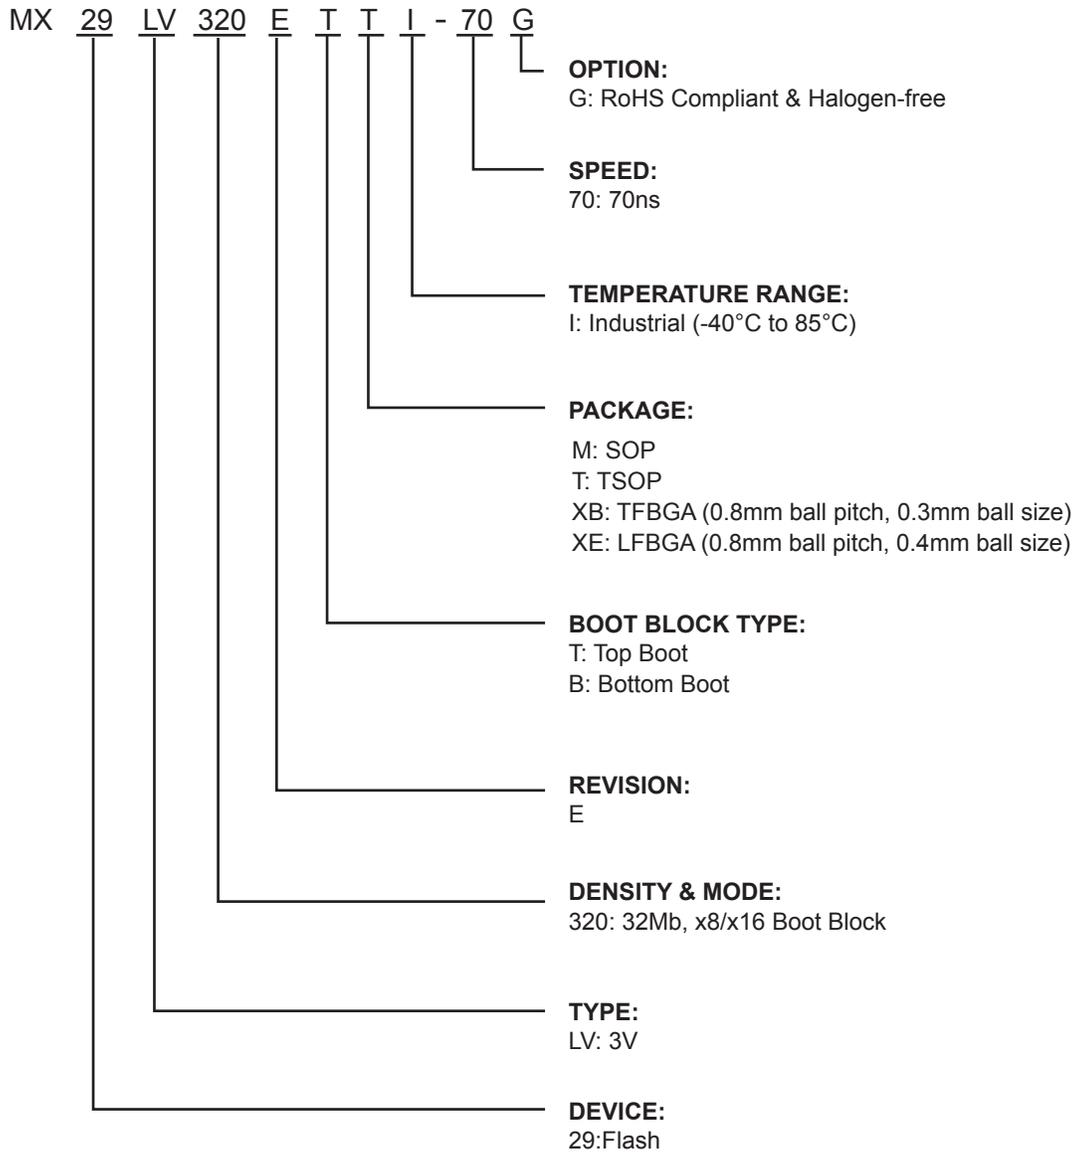 MX 29 LV 320 E T T I - 70 G
OPTION:
G: RoHS Compliant & Halogen-free
SPEED:
70: 70ns
TEMPERATURE RANGE:
I: Industrial (-40°C to 85°C)
PACKAGE:
M: SOP
T: TSOP
XB: TFBGA (0.8mm ball pitch, 0.3mm ball size)
XE: LFBGA (0.8mm ball pitch, 0.4mm ball size)
BOOT BLOCK TYPE:
T: Top Boot
B: Bottom Boot
REVISION:
E
DENSITY & MODE:
320: 32Mb, x8/x16 Boot Block
TYPE:
LV: 3V
DEVICE:
29:Flash